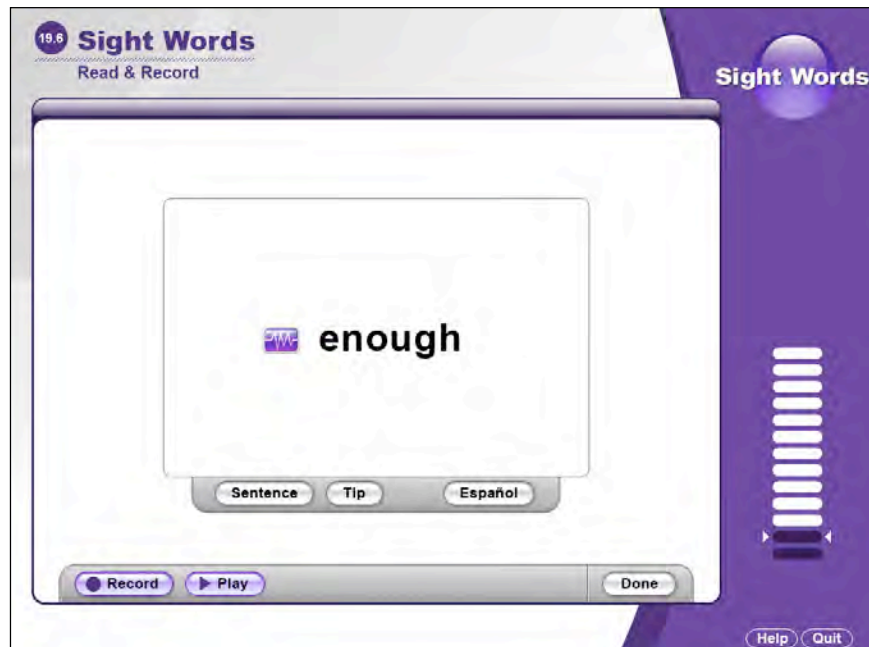 19.6 Sight Words
Read & Record
Sight Words
enough
Sentence Tip Español
Record Play Done
Help Quit